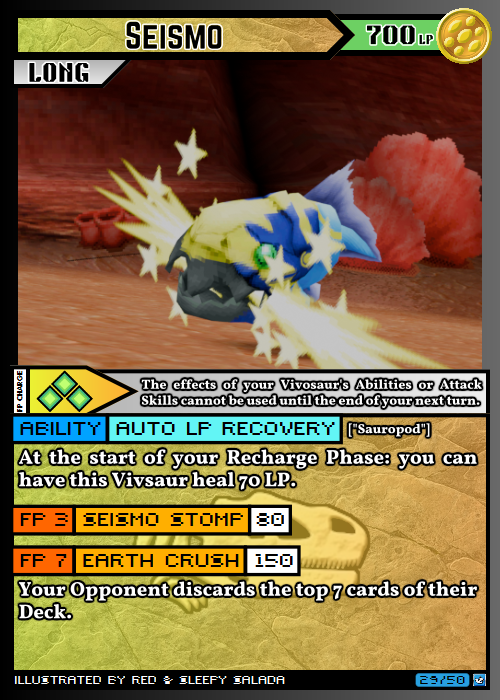 SEISMO
700 LP
LONG
FP CHARGE
The effects of your Vivosaur's Abilities or Attack
Skills cannot be used until the end of your next turn.
ABILITY AUTO LP RECOVERY ["Sauropod"]
At the start of your Recharge Phase: you can
have this Vivsaur heal 70 LP.
FP 3 SEISMO STOMP 80
FP 7 EARTH CRUSH 150
Your Opponent discards the top 7 cards of their
Deck.
ILLUSTRATED BY RED & SLEEPY SALADA 29/50